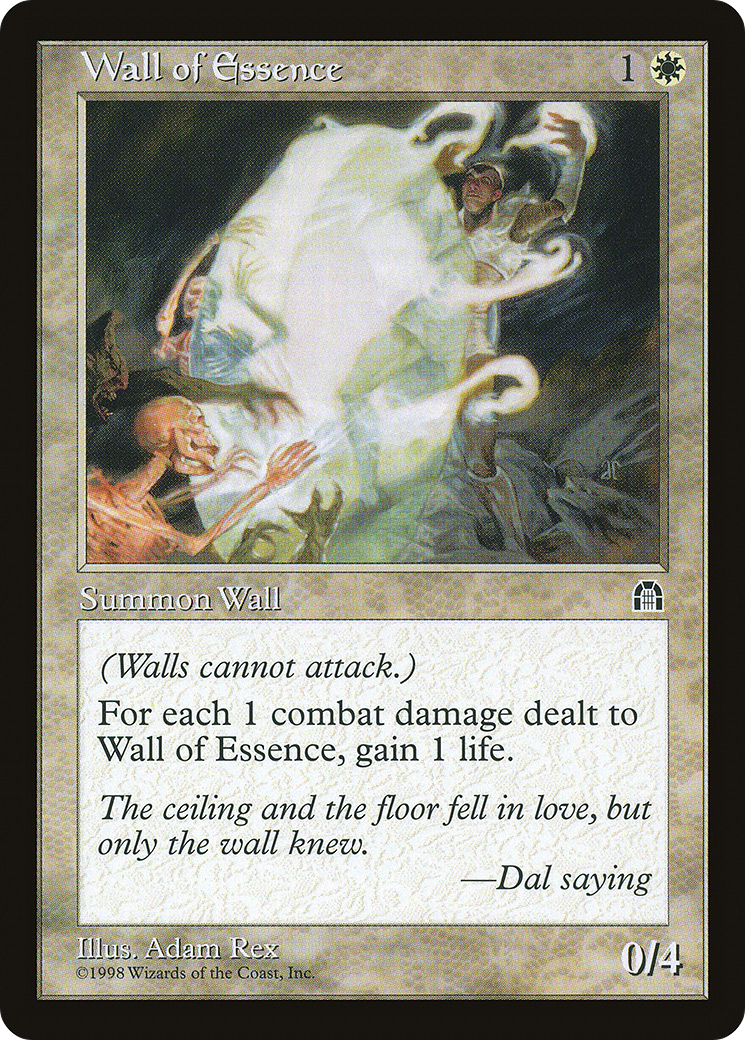 Wall of Essence 1
Summon Wall
(Walls cannot attack.)
For each 1 combat damage dealt to
Wall of Essence, gain 1 life.
The ceiling and the floor fell in love, but
only the wall knew.
—Dal saying
Illus. Adam Rex
©1998 Wizards of the Coast, Inc.
0/4